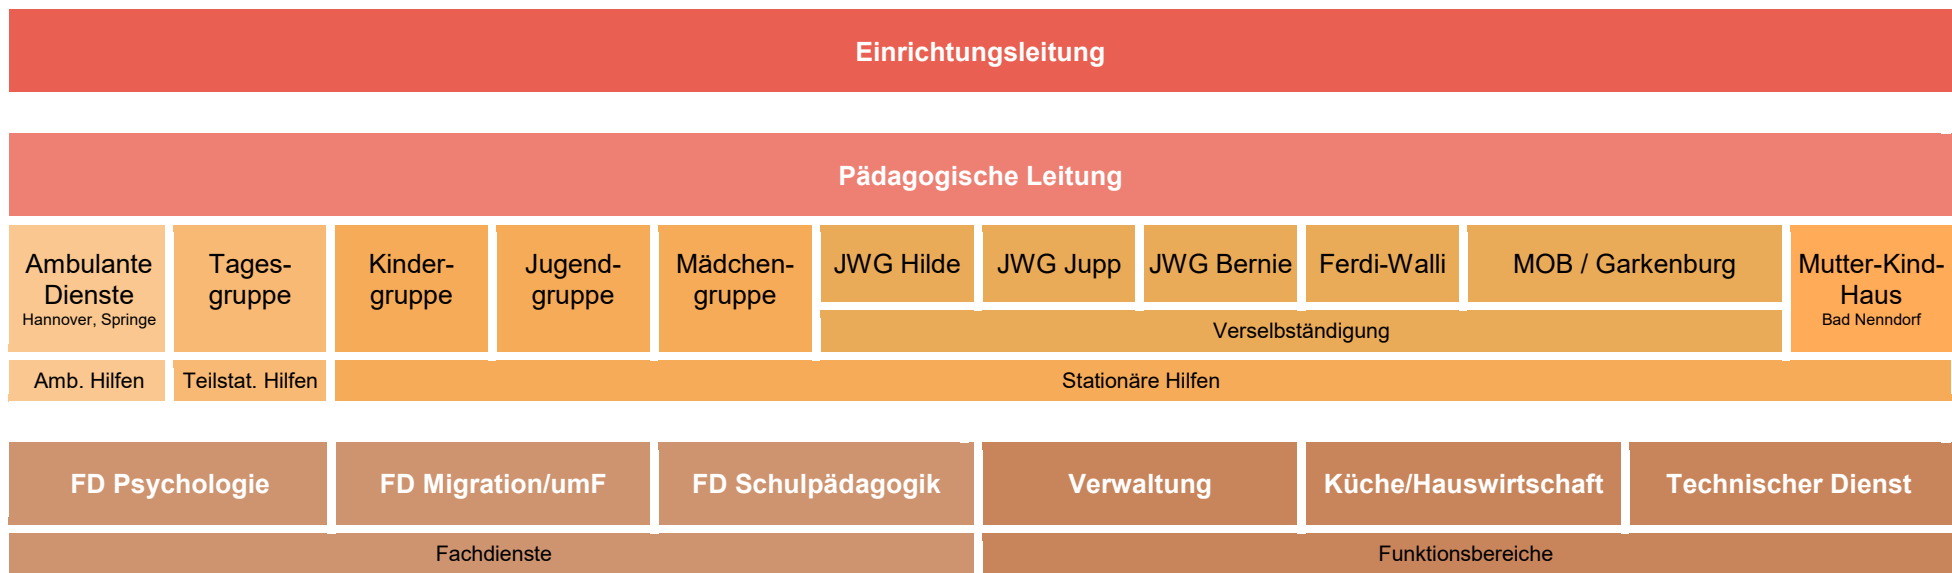 Einrichtungsleitung
Pädagogische Leitung
Ambulante
Dienste
Hannover, Springe
Tages-
gruppe
Kinder-
gruppe
Jugend-
gruppe
Mädchen-
gruppe
JWG Hilde
JWG Jupp
JWG Bernie
Ferdi-Walli
MOB / Garkenburg
Mutter-Kind-
Haus
Bad Nenndorf
Verselbständigung
Amb. Hilfen
Teilstat. Hilfen
Stationäre Hilfen
FD Psychologie
FD Migration/umF
FD Schulpädagogik
Verwaltung
Küche/Hauswirtschaft
Technischer Dienst
Fachdienste
Funktionsbereiche